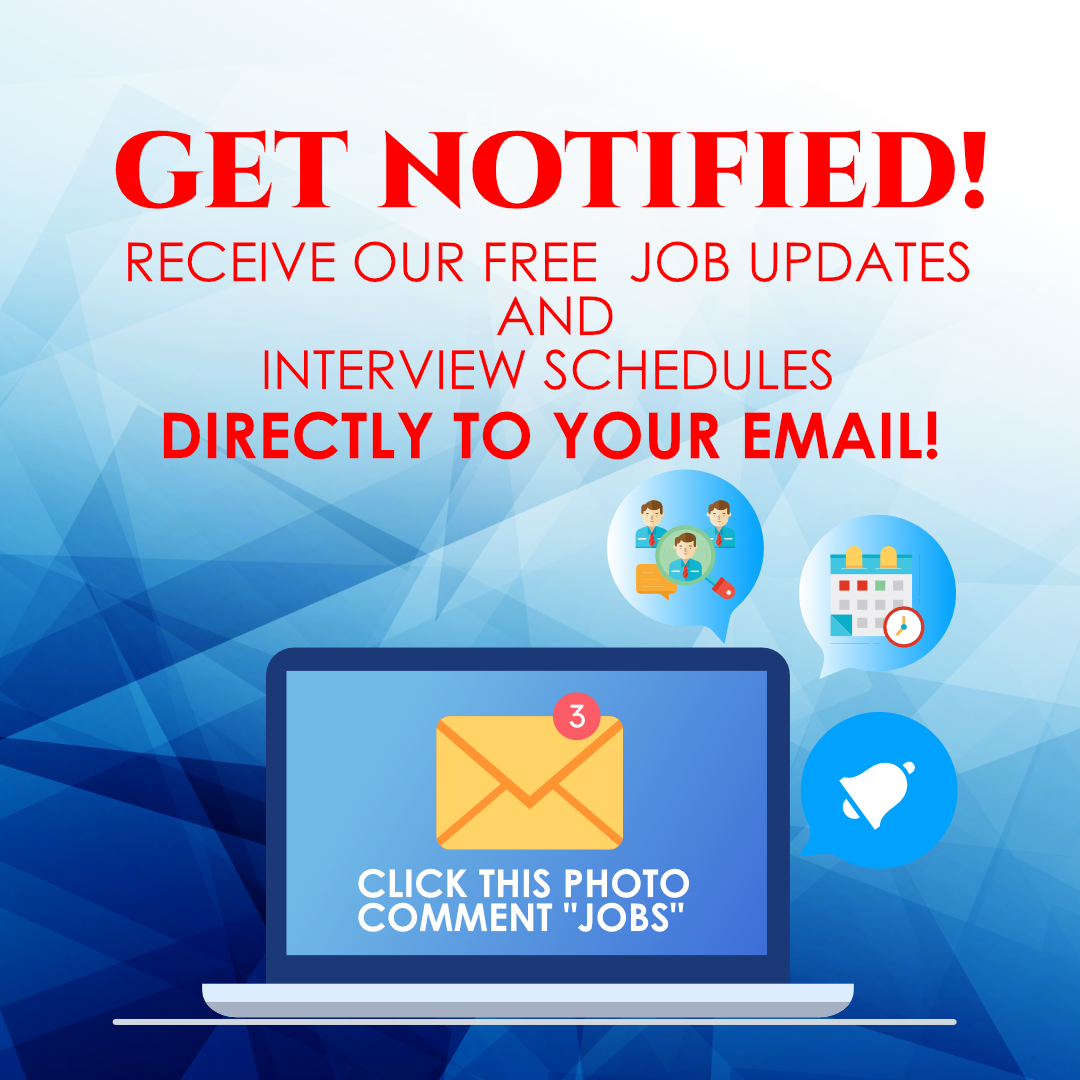 GET NOTIFIED!
RECEIVE OUR FREE JOB UPDATES
AND
INTERVIEW SCHEDULES
DIRECTLY TO YOUR EMAIL!
3
CLICK THIS PHOTO
COMMENT "JOBS"